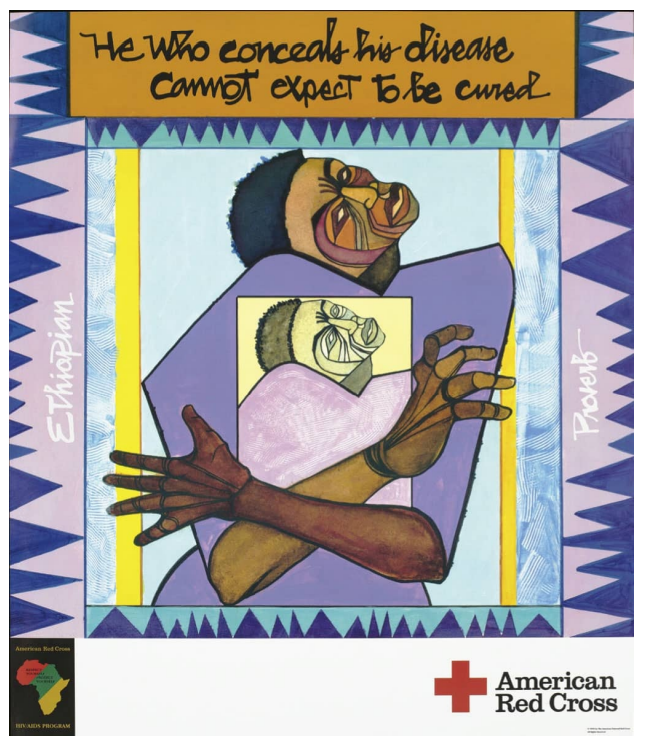 He who conceals his disease
cannot expect to be cured
Ethiopian
Proverb
American Red Cross
HIV/AIDS PROGRAM
American
Red Cross